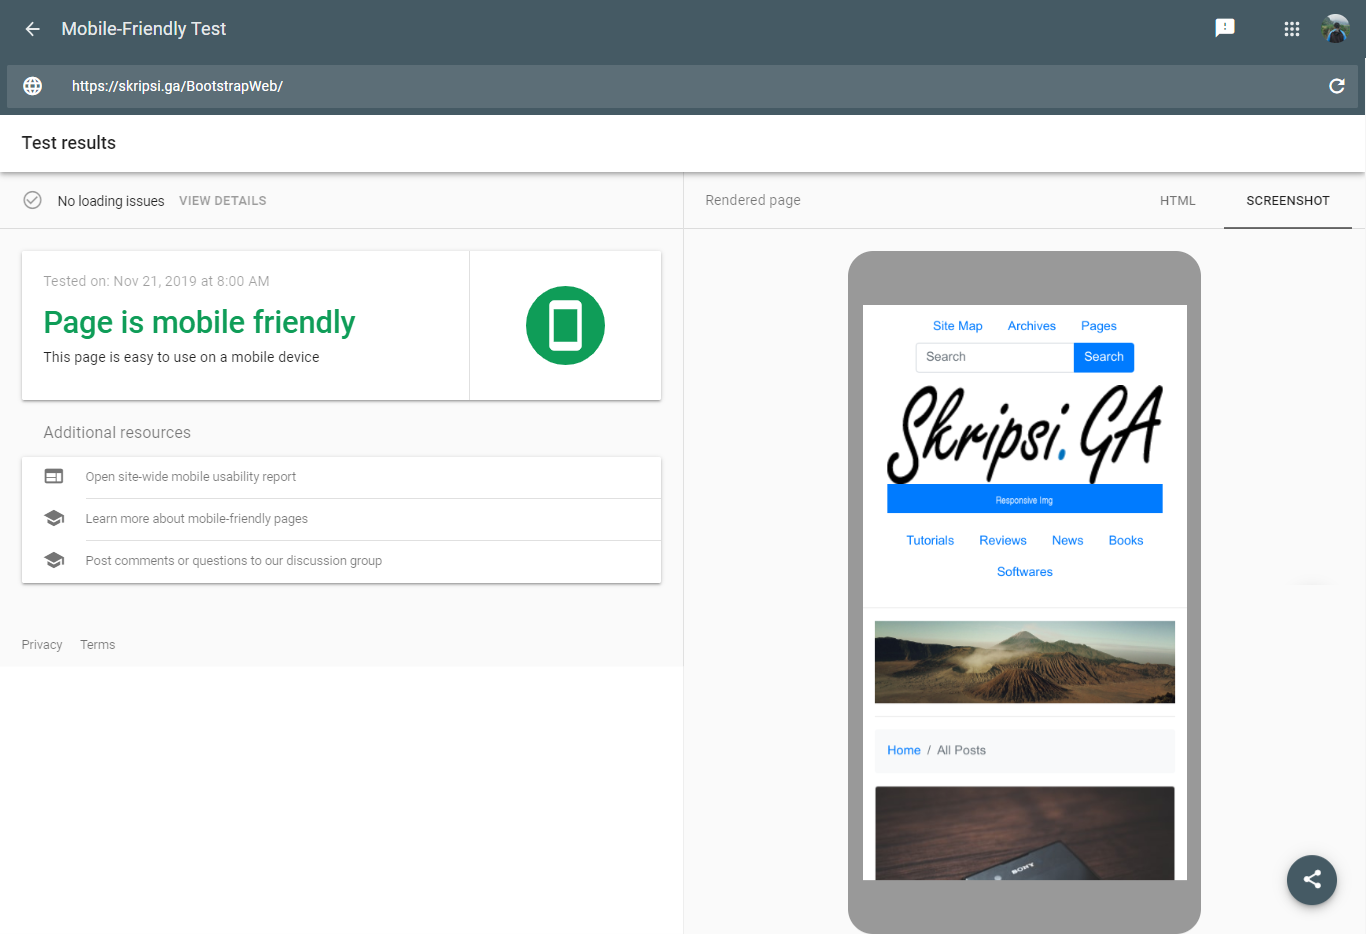 Mobile-Friendly Test
https://skripsi.ga/BootstrapWeb/
Test results
No loading issues VIEW DETAILS
Rendered page HTML SCREENSHOT
Tested on: Nov 21, 2019 at 8:00 AM
Page is mobile friendly
This page is easy to use on a mobile device
Additional resources
Open site-wide mobile usability report
Learn more about mobile-friendly pages
Post comments or questions to our discussion group
Privacy Terms
Site Map Archives Pages
Search Search
Skripsi.GA
Responsive Img
Tutorials Reviews News Books
Softwares
Home / All Posts
SONY